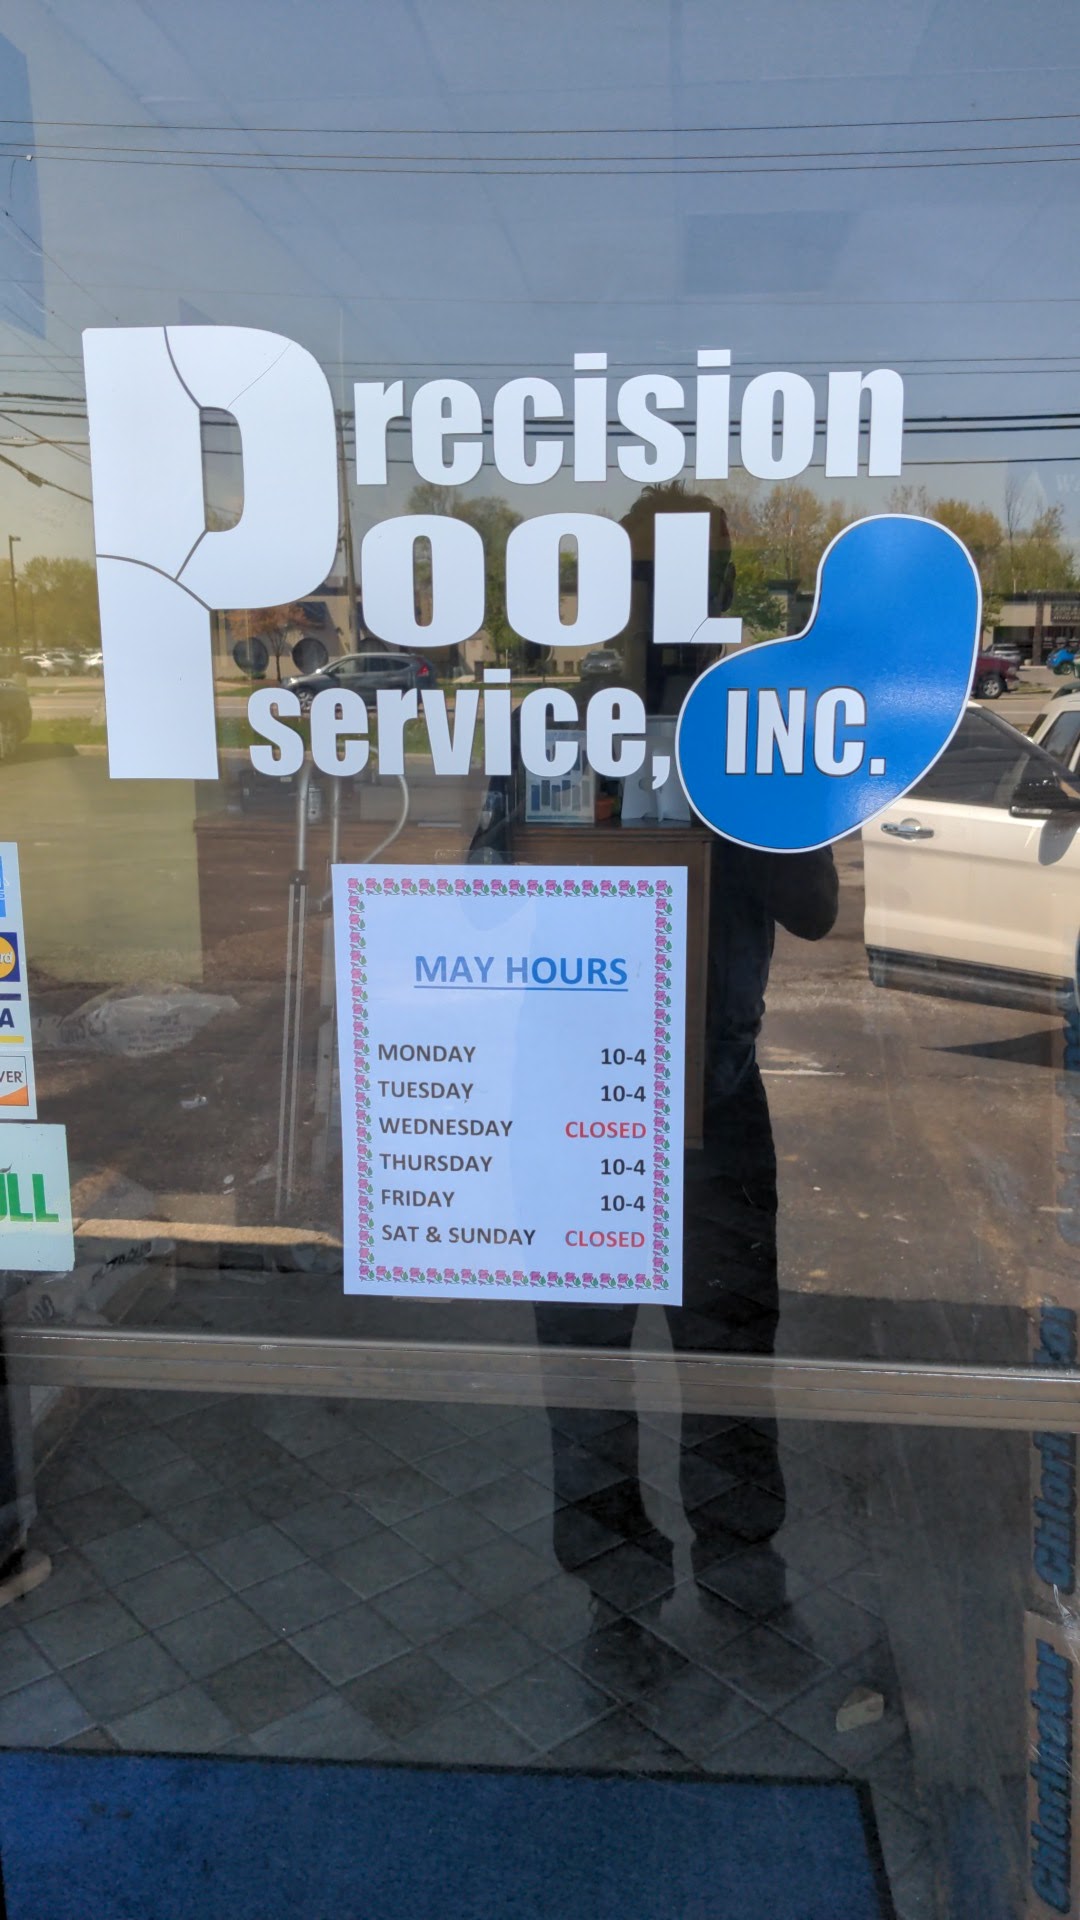 Precision
Pool
service, INC.
MAY HOURS
MONDAY 10-4
TUESDAY 10-4
WEDNESDAY CLOSED
THURSDAY 10-4
FRIDAY 10-4
SAT & SUNDAY CLOSED
Chlorinator